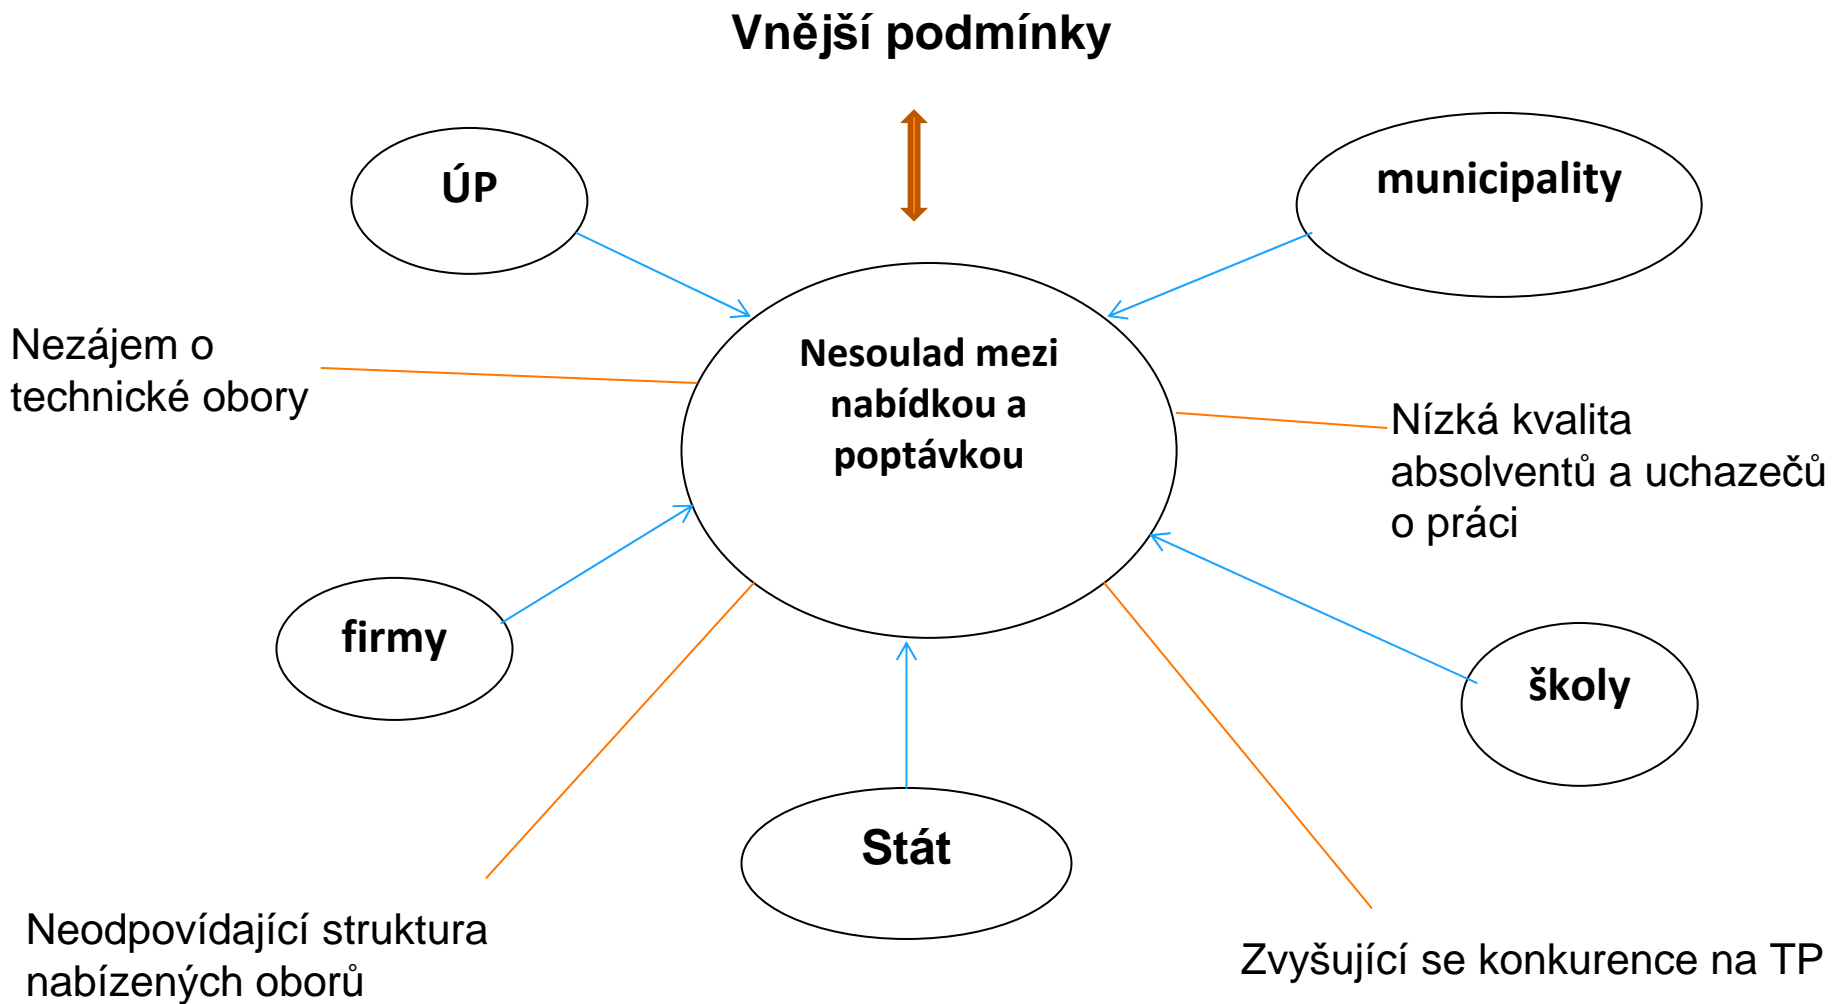 Vnější podmínky
ÚP
municipality
Nesoulad mezi
nabídkou a
poptávkou
Nezájem o
technické obory
Nízká kvalita
absolventů a uchazečů
o práci
firmy
školy
Stát
Neodpovídající struktura
nabízených oborů
Zvyšující se konkurence na TP